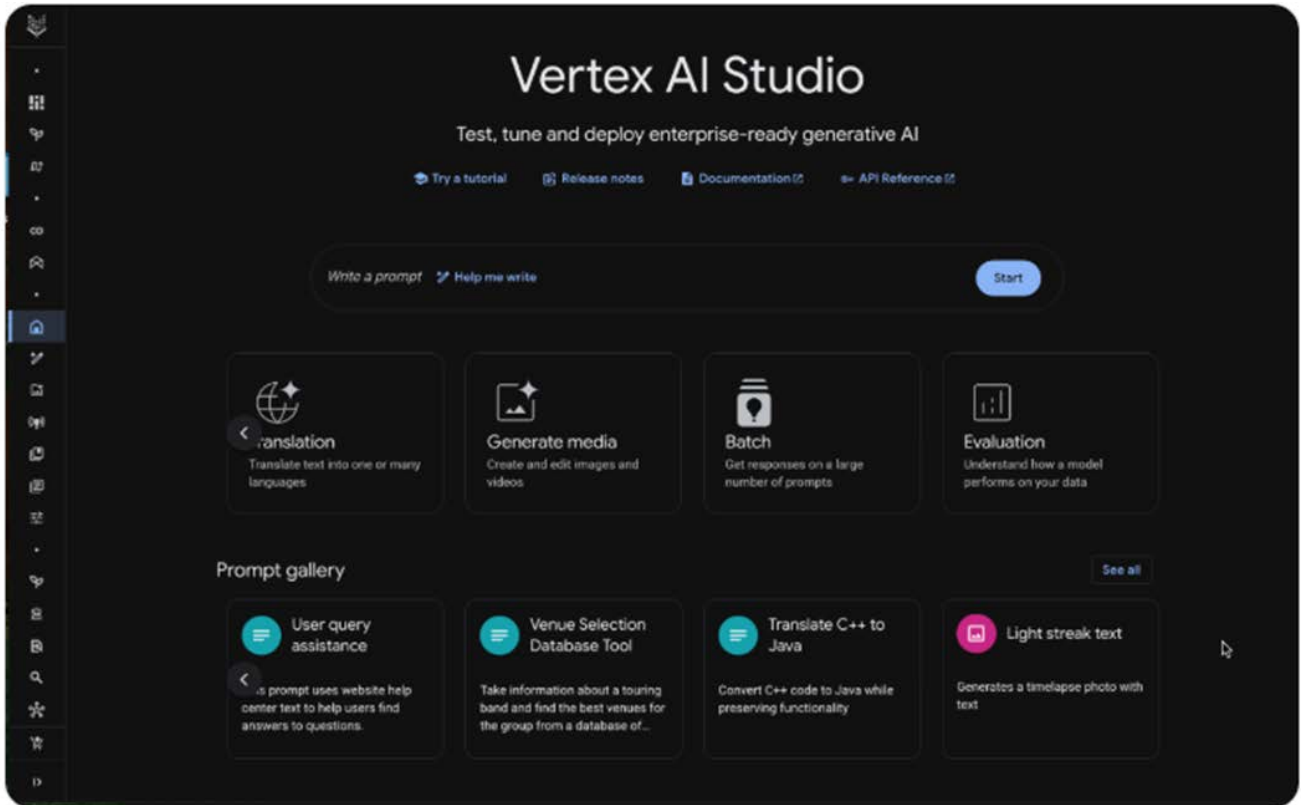 Vertex AI Studio
Test, tune and deploy enterprise-ready generative AI
Try a tutorial
Release notes
Documentation
API Reference
Write a prompt
Help me write
Start
Translation
Translate text into one or many
languages
Generate media
Create and edit images and
videos
Batch
Get responses on a large
number of prompts
Evaluation
Understand how a model
performs on your data
Prompt gallery
See all
User query
assistance
This prompt uses website help
center text to help users find
answers to questions.
Venue Selection
Database Tool
Take information about a touring
band and find the best venues for
the group from a database of...
Translate C++ to
Java
Convert C++ code to Java while
preserving functionality
Light streak text
Generates a timelapse photo with
text